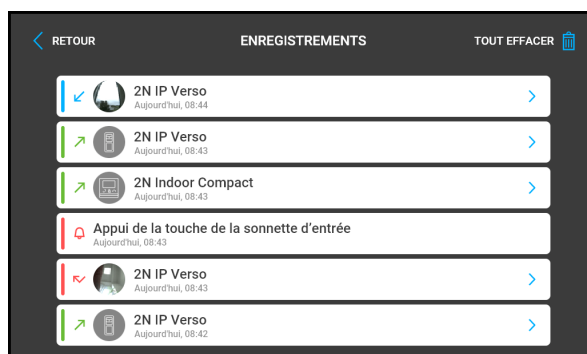 RETOUR
ENREGISTREMENTS
TOUT EFFACER
2N IP Verso
Aujourd'hui, 08:44
2N IP Verso
Aujourd'hui, 08:43
2N Indoor Compact
Aujourd'hui, 08:43
Appui de la touche de la sonnette d’entrée
Aujourd'hui, 08:43
2N IP Verso
Aujourd'hui, 08:43
2N IP Verso
Aujourd'hui, 08:42